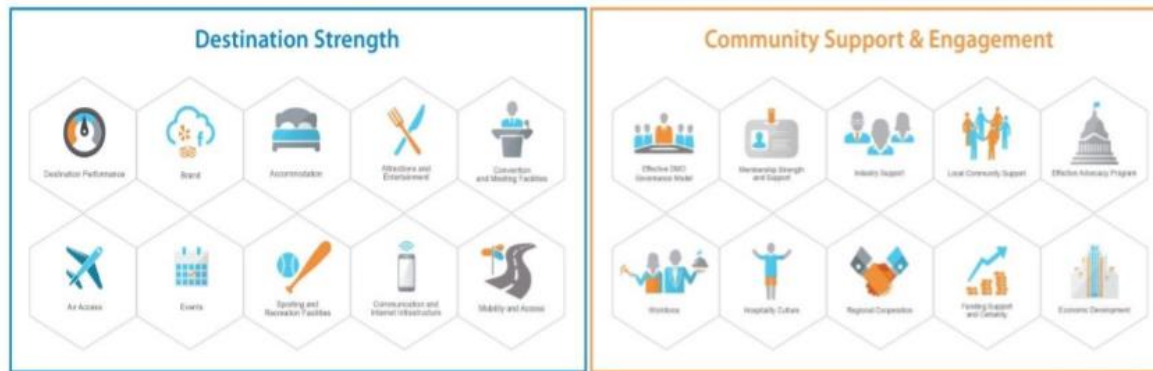 Destination Strength
Destination Performance
Brand
Accommodation
Attractions and
Entertainment
Convention
and Meeting Facilities
Air Access
Events
Sporting and
Recreation Facilities
Communication and
Internet Infrastructure
Mobility and Access
Community Support & Engagement
Effective DMO
Governance Model
Membership Strength
and Support
Industry Support
Local Community Support
Effective Advocacy Program
Workforce
Hospitality Culture
Regional Cooperation
Funding Support
and Certainty
Economic Development